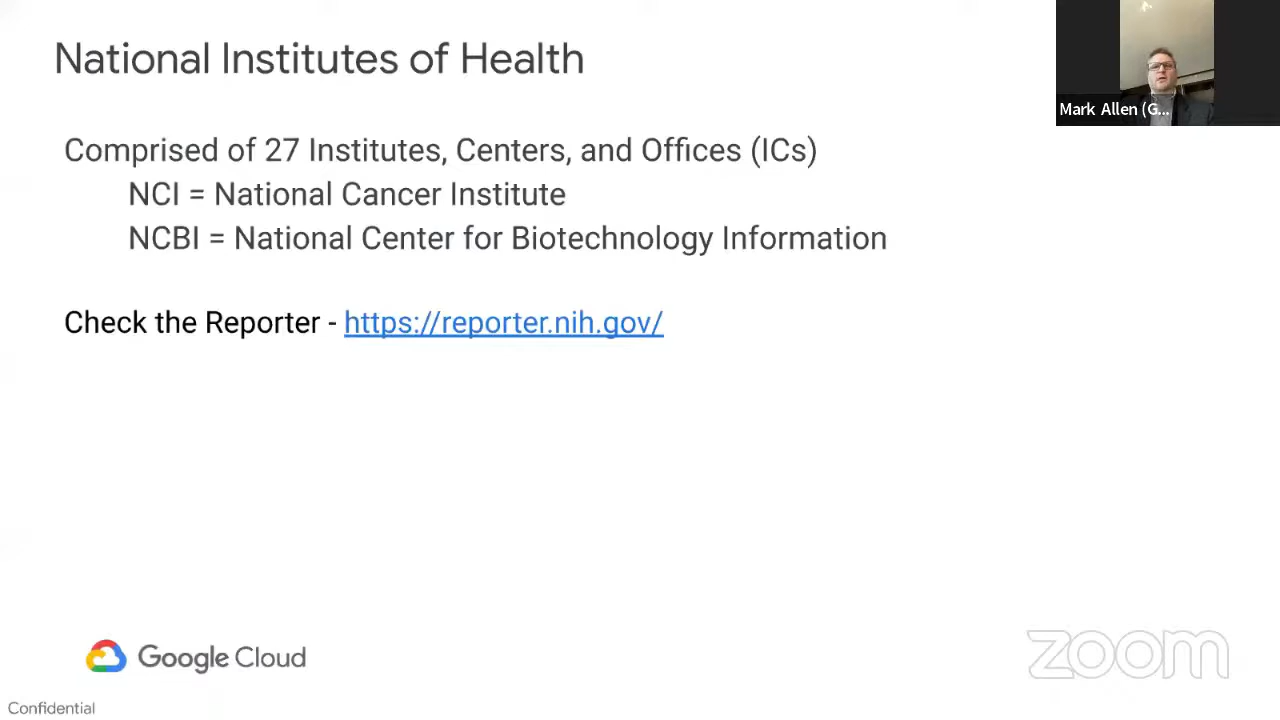 National Institutes of Health
Mark Allen (G...
Comprised of 27 Institutes, Centers, and Offices (ICs)
NCI = National Cancer Institute
NCBI = National Center for Biotechnology Information
Check the Reporter - https://reporter.nih.gov/
Google Cloud
zoom
Confidential